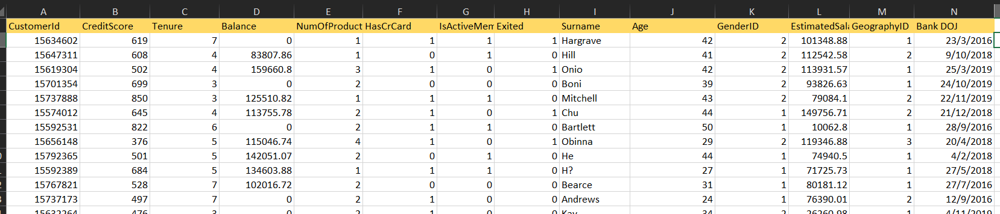 A B C D E F G H I J K L M N
CustomerId CreditScore Tenure Balance NumOfProduct HasCrCard IsActiveMem Exited Surname Age GenderID EstimatedSala GeographyID Bank DOJ
15634602 619 7 0 1 1 1 1 Hargrave 42 2 101348.88 1 23/3/2016
15647311 608 4 83807.86 1 0 1 0 Hill 41 2 112542.58 2 9/10/2018
15619304 502 4 159660.8 3 1 0 1 Onio 42 2 113931.57 1 25/3/2019
15701354 699 3 0 2 0 0 0 Boni 39 2 93826.63 1 24/10/2019
15737888 850 3 125510.82 1 1 1 0 Mitchell 43 2 79084.1 2 22/11/2019
15574012 645 4 113755.78 2 1 0 1 Chu 44 1 149756.71 2 21/12/2018
15592531 822 6 0 2 1 1 0 Bartlett 50 1 10062.8 1 28/9/2016
15656148 376 5 115046.74 4 1 0 1 Obinna 29 2 119346.88 3 20/4/2018
15792365 501 5 142051.07 2 0 1 0 He 44 1 74940.5 1 4/2/2018
15592389 684 5 134603.88 1 1 1 0 H? 27 1 71725.73 1 27/5/2018
15767821 528 7 102016.72 2 0 0 0 Bearce 31 1 80181.12 1 27/7/2016
15737173 497 7 0 2 1 0 0 Andrews 24 1 76390.01 2 12/9/2016
15632264 476 3 0 2 1 0 0 Kay 34 2 26260.98 1 4/11/2019